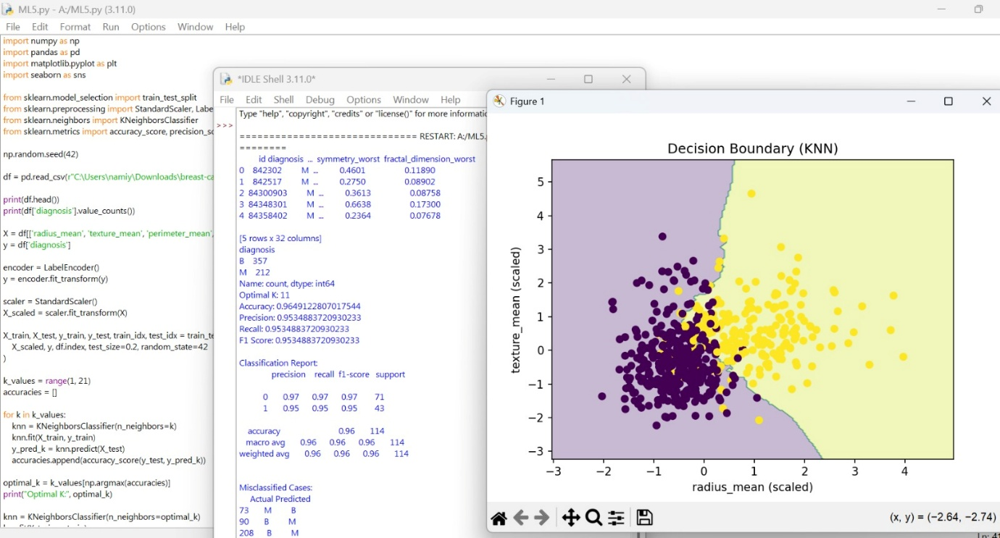 ML5.py - A:/ML5.py (3.11.0)
File Edit Format Run Options Window Help
import numpy as np
import pandas as pd
import matplotlib.pyplot as plt
import seaborn as sns
from sklearn.model_selection import train_test_split
from sklearn.preprocessing import StandardScaler, Labe
from sklearn.neighbors import KNeighborsClassifier
from sklearn.metrics import accuracy_score, precision_sc
np.random.seed(42)
df = pd.read_csv(r"C:\Users\namiy\Downloads\breast-ca
print(df.head())
print(df['diagnosis'].value_counts())
X = df[['radius_mean', 'texture_mean', 'perimeter_mean',
y = df['diagnosis']
encoder = LabelEncoder()
y = encoder.fit_transform(y)
scaler = StandardScaler()
X_scaled = scaler.fit_transform(X)
X_train, X_test, y_train, y_test, train_idx, test_idx = train_te
X_scaled, y, df.index, test_size=0.2, random_state=42
)
k_values = range(1, 21)
accuracies = []
for k in k_values:
knn = KNeighborsClassifier(n_neighbors=k)
knn.fit(X_train, y_train)
y_pred_k = knn.predict(X_test)
accuracies.append(accuracy_score(y_test, y_pred_k))
optimal_k = k_values[np.argmax(accuracies)]
print("Optimal K:", optimal_k)
knn = KNeighborsClassifier(n_neighbors=optimal_k)
*IDLE Shell 3.11.0*
File Edit Shell Debug Options Window Help
Type "help", "copyright", "credits" or "license()" for more informatic
>>>
============================== RESTART: A:/ML5.
========
id diagnosis ... symmetry_worst fractal_dimension_worst
0 842302 M ... 0.4601 0.11890
1 842517 M ... 0.2750 0.08902
2 84300903 M ... 0.3613 0.08758
3 84348301 M ... 0.6638 0.17300
4 84358402 M ... 0.2364 0.07678
[5 rows x 32 columns]
diagnosis
B 357
M 212
Name: count, dtype: int64
Optimal K: 11
Accuracy: 0.9649122807017544
Precision: 0.9534883720930233
Recall: 0.9534883720930233
F1 Score: 0.9534883720930233
Classification Report:
precision recall f1-score support
0 0.97 0.97 0.97 71
1 0.95 0.95 0.95 43
accuracy 0.96 114
macro avg 0.96 0.96 0.96 114
weighted avg 0.96 0.96 0.96 114
Misclassified Cases:
Actual Predicted
73 M B
90 B M
208 B M
Figure 1
Decision Boundary (KNN)
texture_mean (scaled)
5
4
3
2
1
0
−1
−2
−3
−3 −2 −1 0 1 2 3 4
radius_mean (scaled)
(x, y) = (−2.64, −2.74)